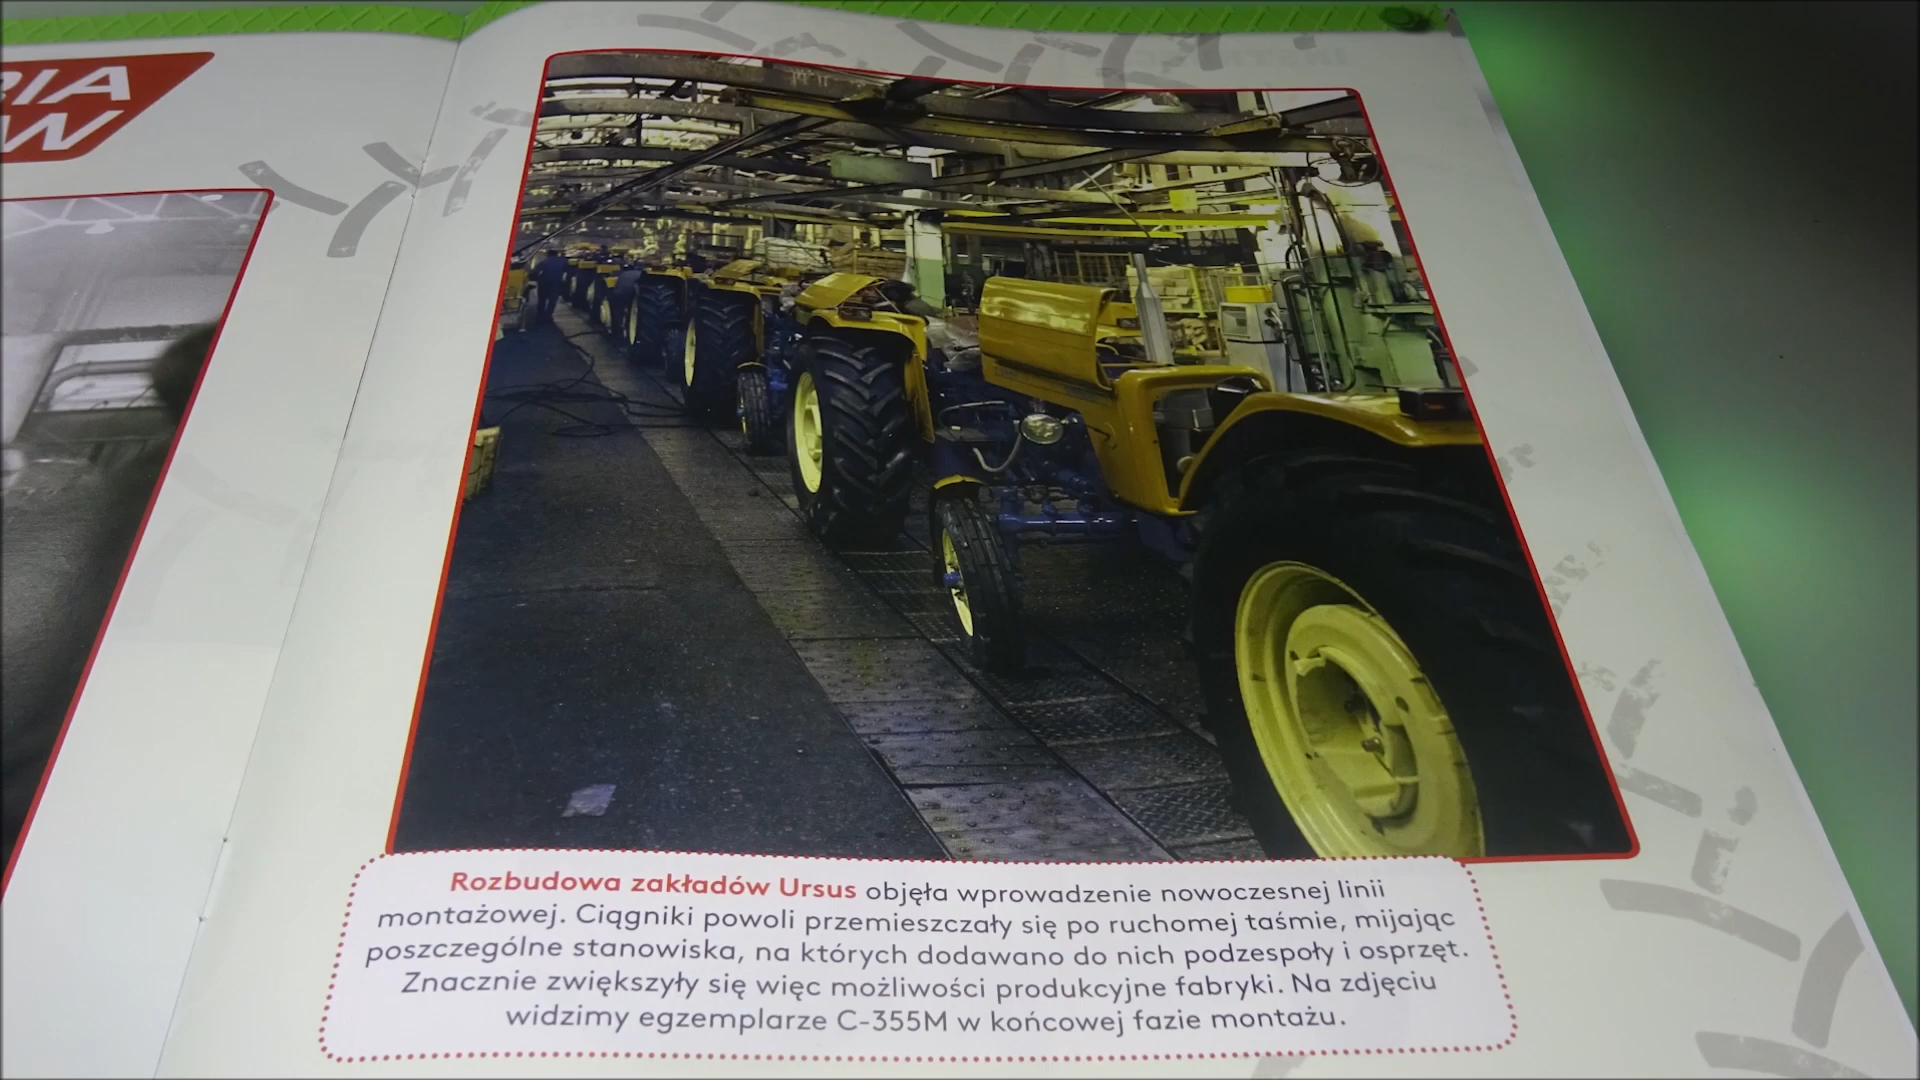 Rozbudowa zakładów Ursus objęła wprowadzenie nowoczesnej linii
montażowej. Ciągniki powoli przemieszczały się po ruchomej taśmie, mijając
poszczególne stanowiska, na których dodawano do nich podzespoły i osprzęt.
Znacznie zwiększyły się więc możliwości produkcyjne fabryki. Na zdjęciu
widzimy egzemplarze C-355M w końcowej fazie montażu.